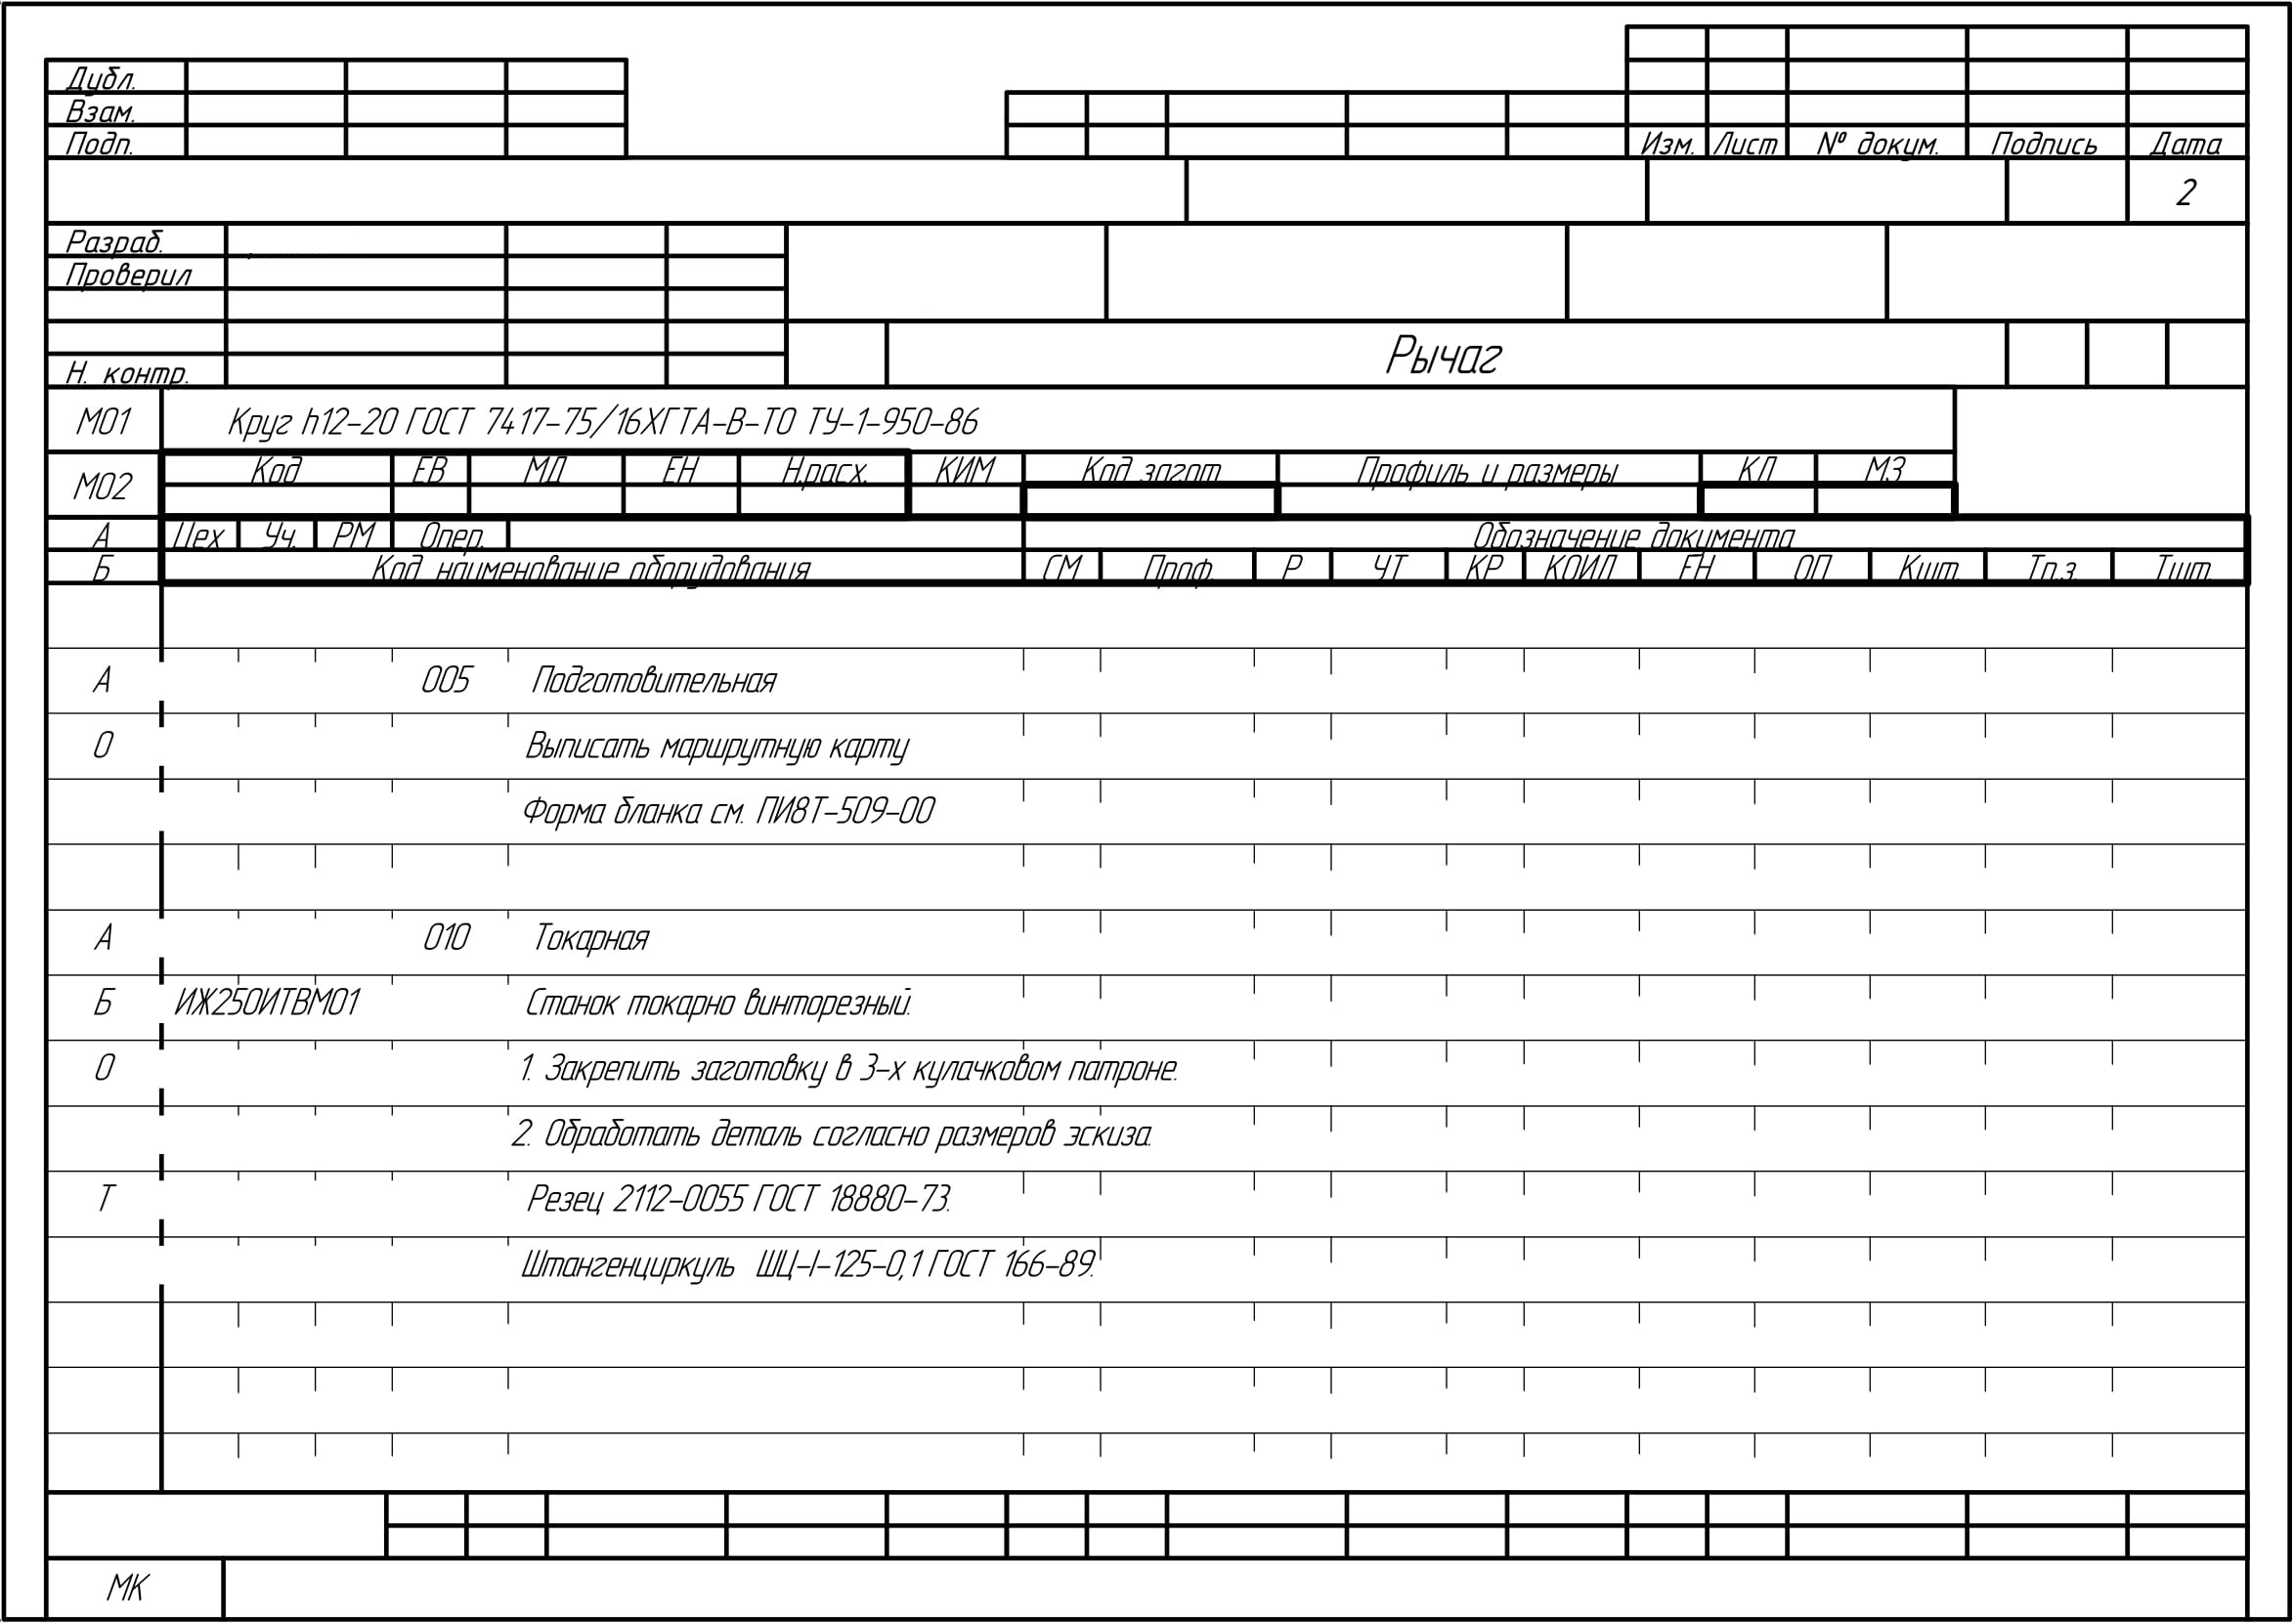 Дубл.
Взам.
Подп.
Изм. Лист № докум. Подпись Дата
2
Разраб.
Проверил
Н. контр.
Рычаг
М01 Круг h12-20 ГОСТ 7417-75/16ХГТА-В-ТО ТУ-1-950-86
М02 Код ЕВ МД ЕН Н.расх. КИМ Код загот Профиль и размеры КД МЗ
А Цех Уч. РМ Опер. Обозначение документа
Б Код наименование оборудования СМ Проф. Р УТ КР КОИД ЕН ОП Кшт. Тп.з. Тшт.
А 005 Подготовительная
О Выписать маршрутную карту
Форма бланка см. ПИ8Т-509-00
А 010 Токарная
Б ИЖ250ИТВМ01 Станок токарно винторезный.
О 1. Закрепить заготовку в 3-х кулачковом патроне.
2. Обработать деталь согласно размеров эскиза.
Т Резец 2112-0055 ГОСТ 18880-73.
Штангенциркуль ШЦ-I-125-0,1 ГОСТ 166-89.
МК